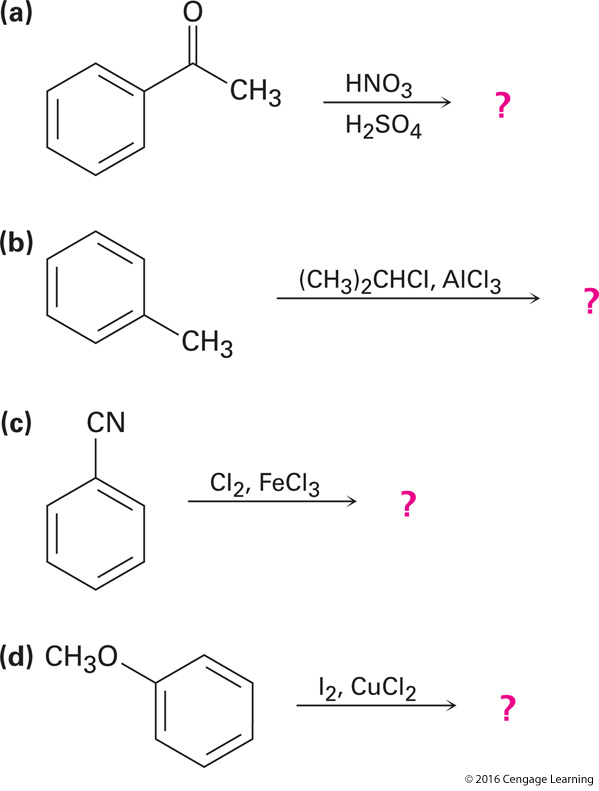 (a)
O
CH3
HNO3
H2SO4
?
(b)
CH3
(CH3)2CHCl, AlCl3
?
(c)
CN
Cl2, FeCl3
?
(d) CH3O
I2, CuCl2
?
© 2016 Cengage Learning